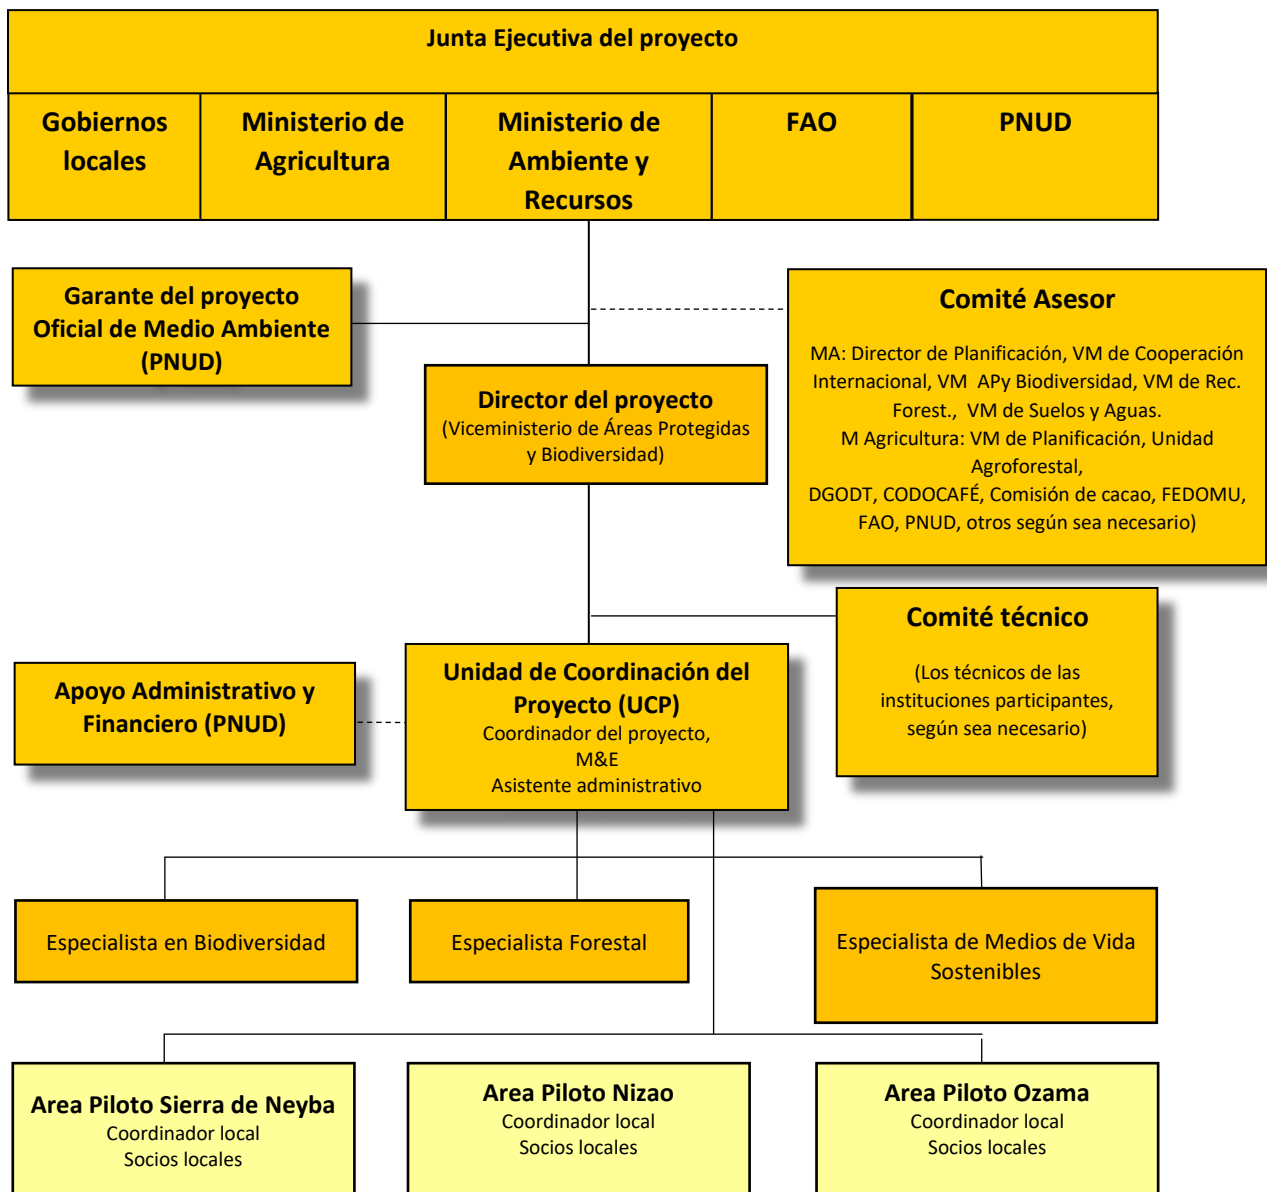 Junta Ejecutiva del proyecto
Gobiernos
locales
Ministerio de
Agricultura
Ministerio de
Ambiente y
Recursos
FAO
PNUD
Garante del proyecto
Oficial de Medio Ambiente
(PNUD)
Comité Asesor
MA: Director de Planificación, VM de Cooperación
Internacional, VM APy Biodiversidad, VM de Rec.
Forest., VM de Suelos y Aguas.
M Agricultura: VM de Planificación, Unidad
Agroforestal,
DGODT, CODOCAFÉ, Comisión de cacao, FEDOMU,
FAO, PNUD, otros según sea necesario)
Director del proyecto
(Viceministerio de Áreas Protegidas
y Biodiversidad)
Comité técnico
(Los técnicos de las
instituciones participantes,
según sea necesario)
Apoyo Administrativo y
Financiero (PNUD)
Unidad de Coordinación del
Proyecto (UCP)
Coordinador del proyecto,
M&E
Asistente administrativo
Especialista en Biodiversidad
Especialista Forestal
Especialista de Medios de Vida
Sostenibles
Area Piloto Sierra de Neyba
Coordinador local
Socios locales
Area Piloto Nizao
Coordinador local
Socios locales
Area Piloto Ozama
Coordinador local
Socios locales